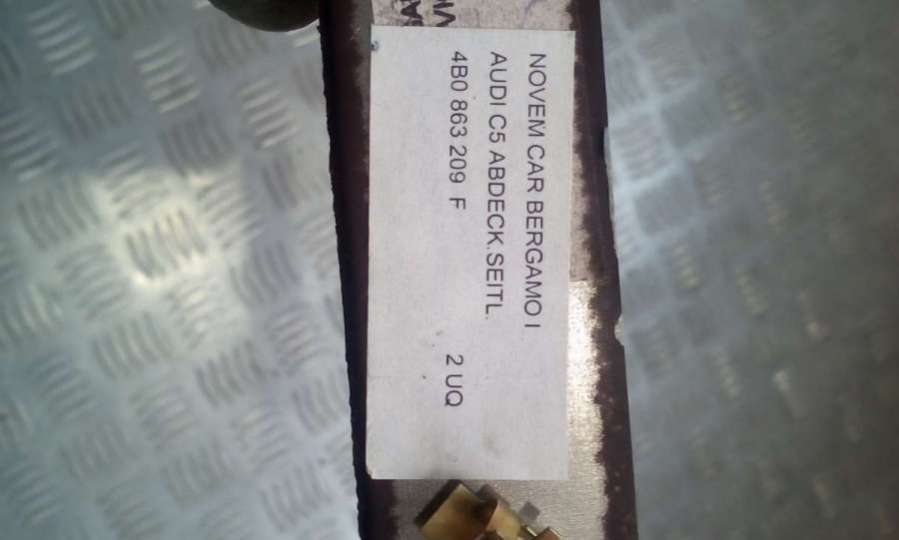 NOVEM CAR BERGAMO I.
AUDI C5 ABDECK.SEITL.
4B0 863 209 F 2 UQ